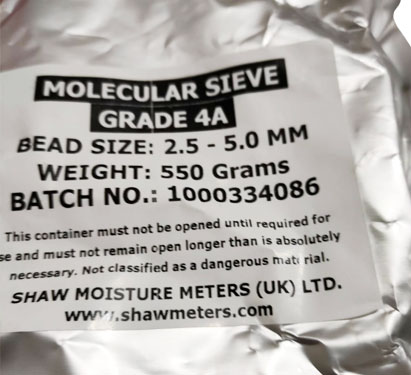 MOLECULAR SIEVE
GRADE 4A
BEAD SIZE: 2.5 - 5.0 MM
WEIGHT: 550 Grams
BATCH NO.: 1000334086
This container must not be opened until required for
se and must not remain open longer than is absolutely
necessary. Not classified as a dangerous material.
SHAW MOISTURE METERS (UK) LTD.
www.shawmeters.com